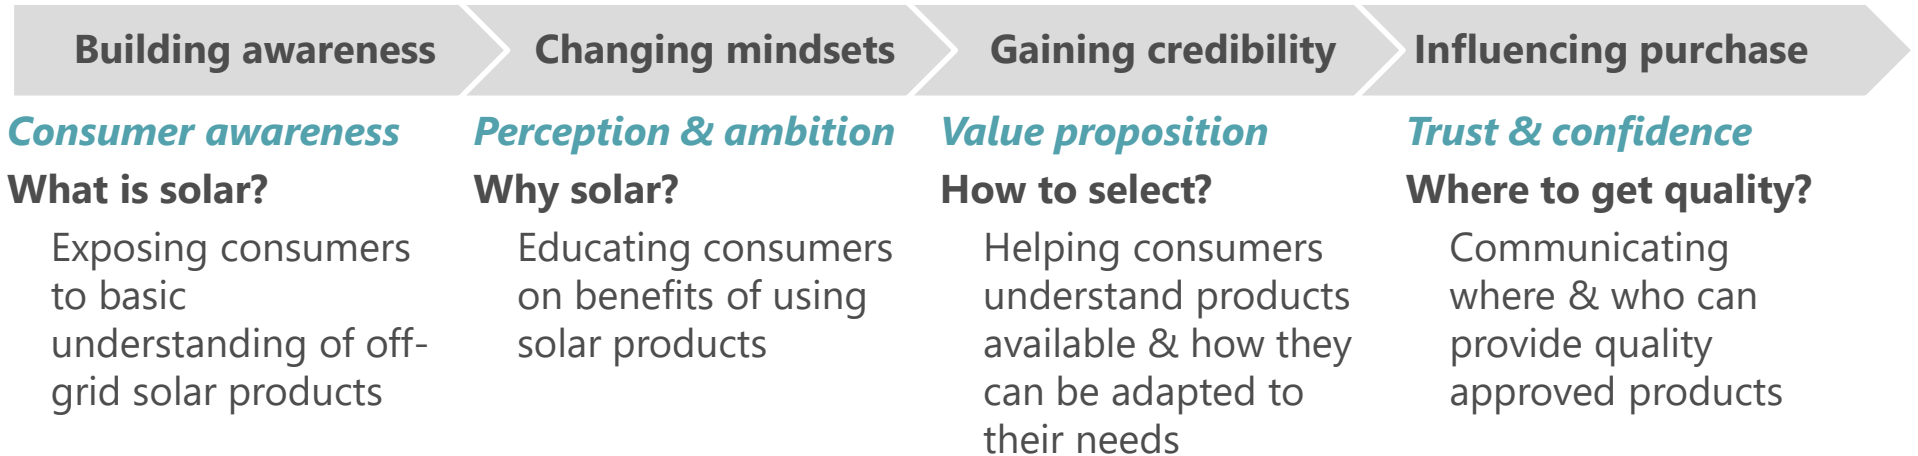 Building awareness
Changing mindsets
Gaining credibility
Influencing purchase
Consumer awareness
What is solar?
Exposing consumers
to basic
understanding of off-
grid solar products
Perception & ambition
Why solar?
Educating consumers
on benefits of using
solar products
Value proposition
How to select?
Helping consumers
understand products
available & how they
can be adapted to
their needs
Trust & confidence
Where to get quality?
Communicating
where & who can
provide quality
approved products